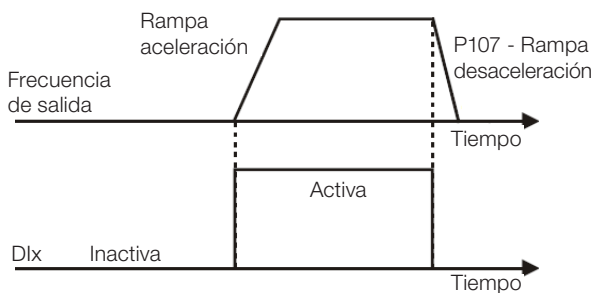 Rampa
aceleración
P107 - Rampa
desaceleración
Frecuencia
de salida
Tiempo
Activa
DIx Inactiva
Tiempo